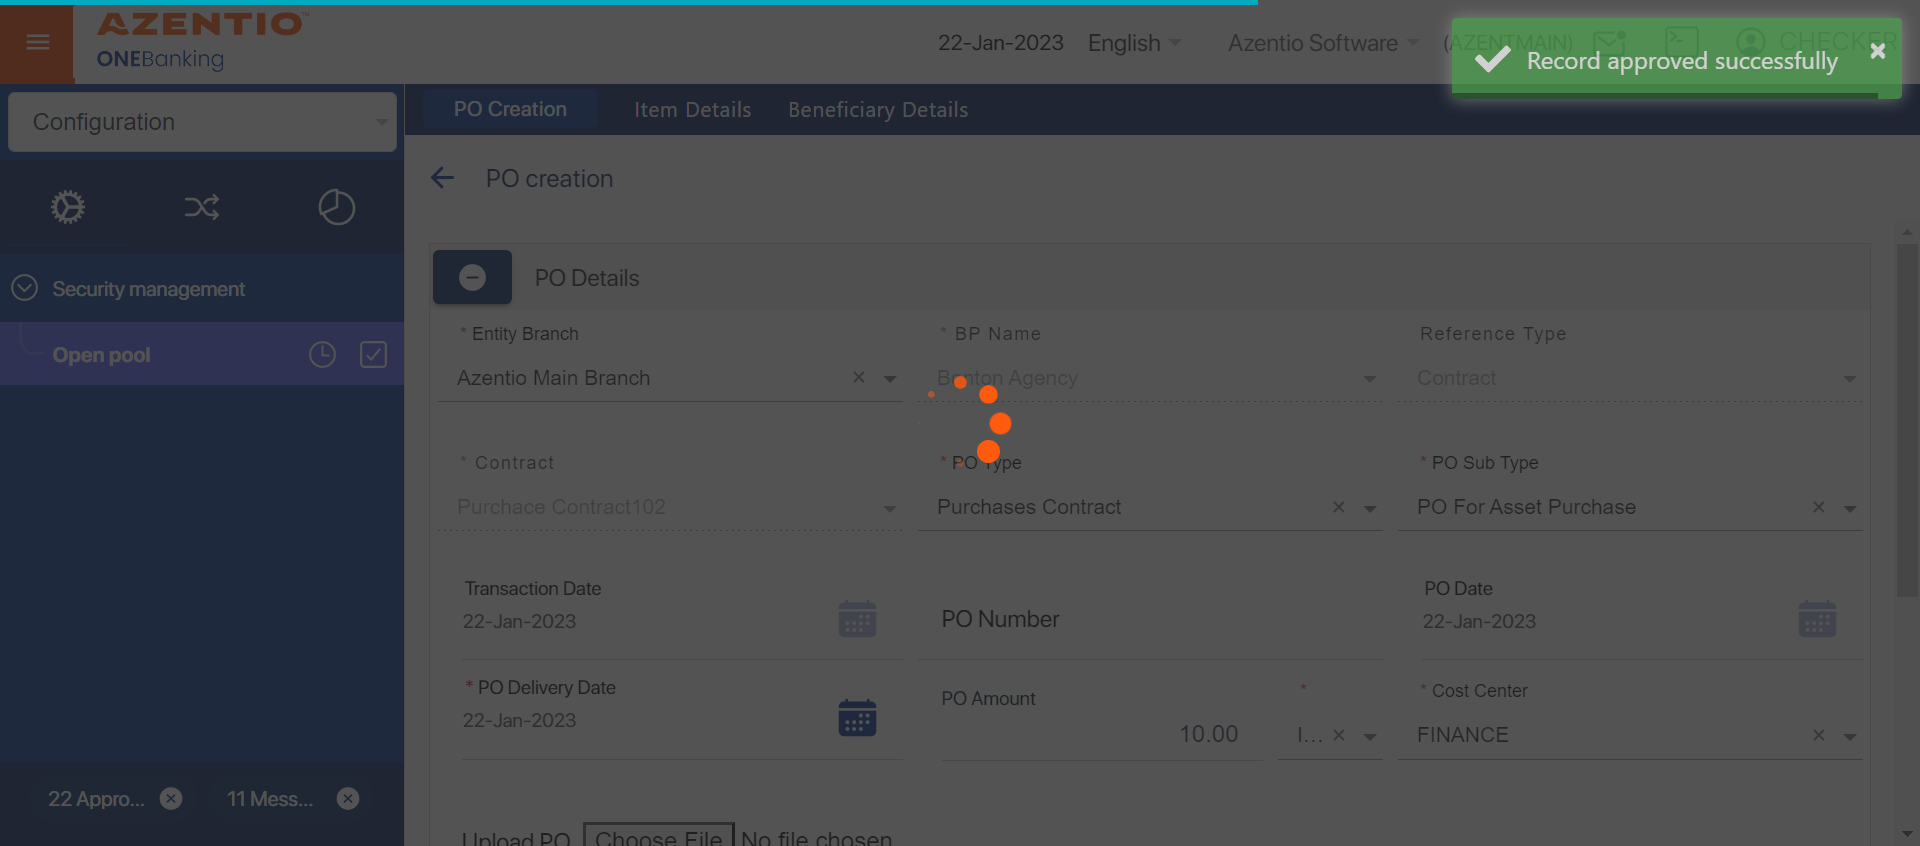 AZENTIO™
ONEBanking
22-Jan-2023
English
Azentio Software
(AZENTMAIN)
CHECKER
Record approved successfully
Configuration
PO Creation
Item Details
Beneficiary Details
PO creation
Security management
Open pool
PO Details
* Entity Branch
* BP Name
Reference Type
Azentio Main Branch
Benton Agency
Contract
* Contract
* PO Type
* PO Sub Type
Purchace Contract102
Purchases Contract
PO For Asset Purchase
Transaction Date
22-Jan-2023
PO Number
PO Date
22-Jan-2023
* PO Delivery Date
22-Jan-2023
PO Amount
10.00
*
I...
* Cost Center
FINANCE
22 Appro...
11 Mess...
Upload PO
Choose File
No file chosen